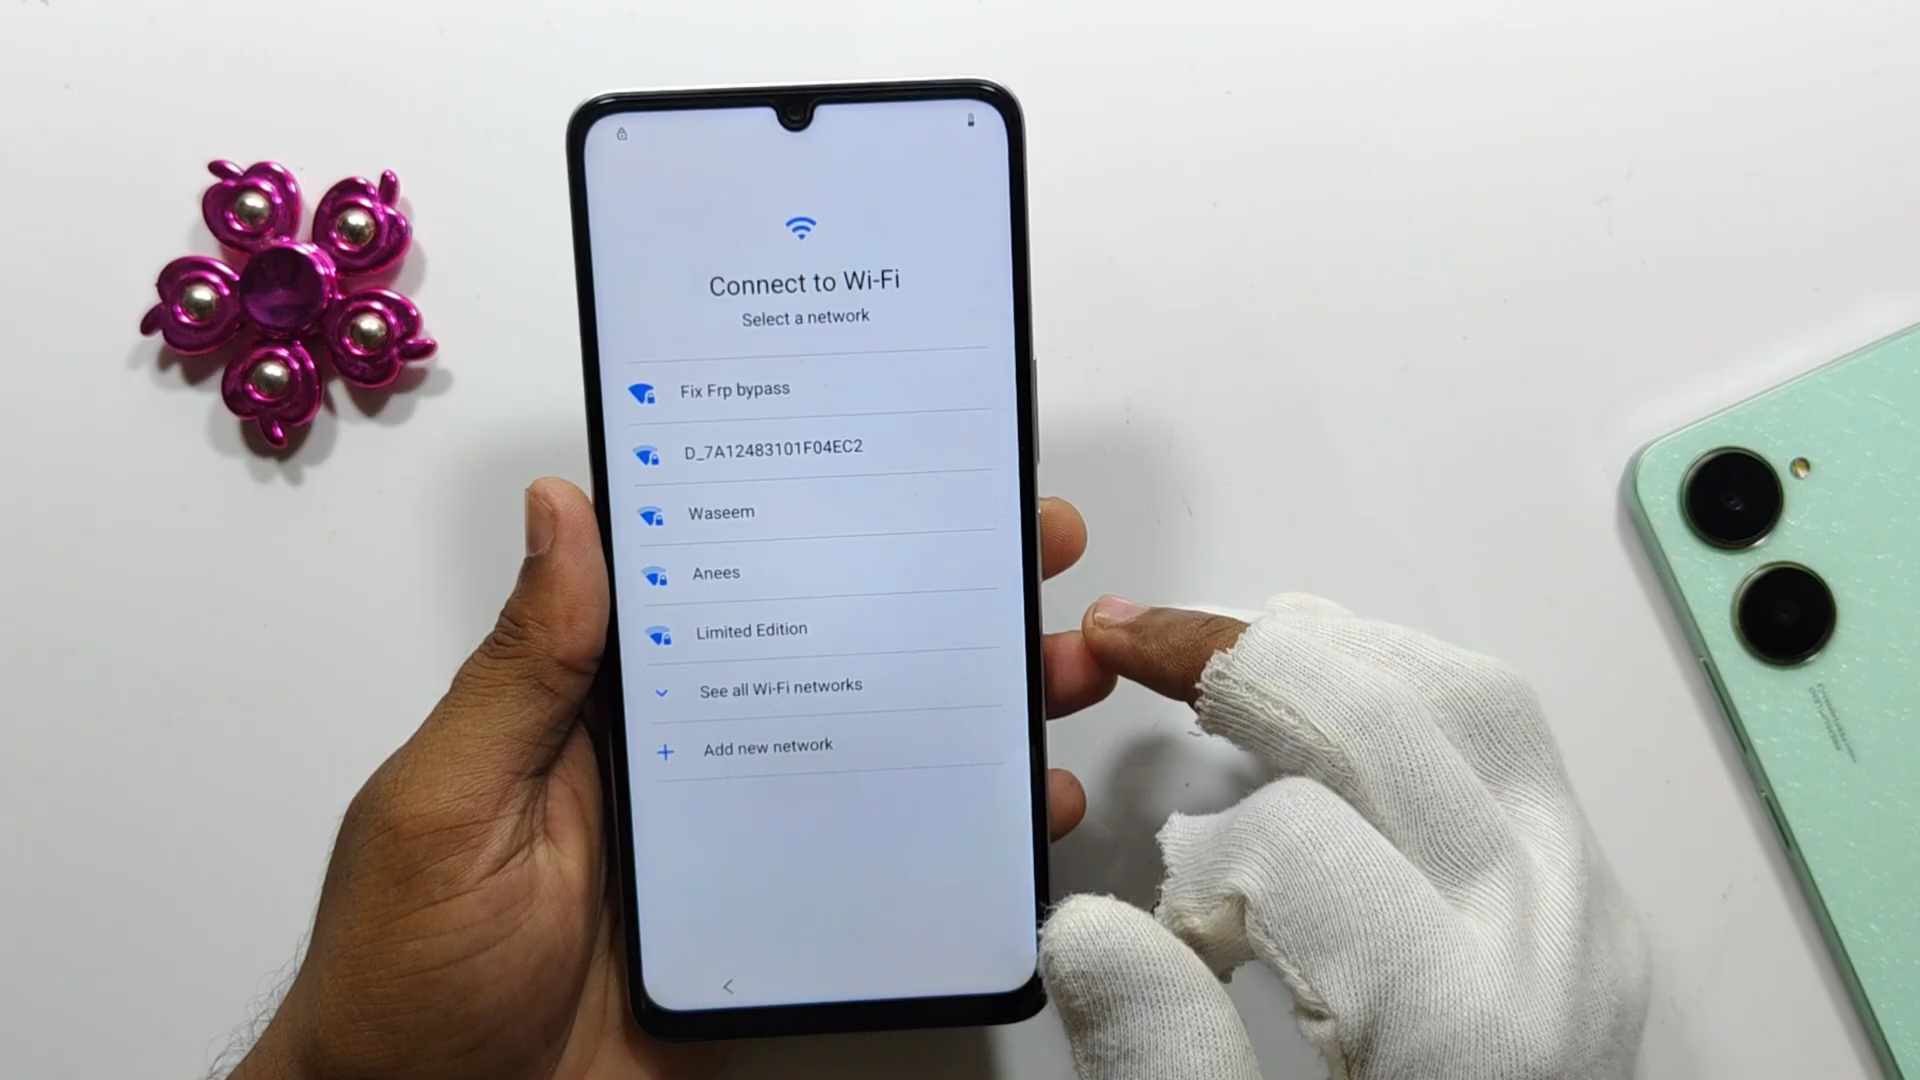 Connect to Wi-Fi
Select a network
Fix Frp bypass
D_7A12483101F04EC2
Waseem
Anees
Limited Edition
See all Wi-Fi networks
Add new network